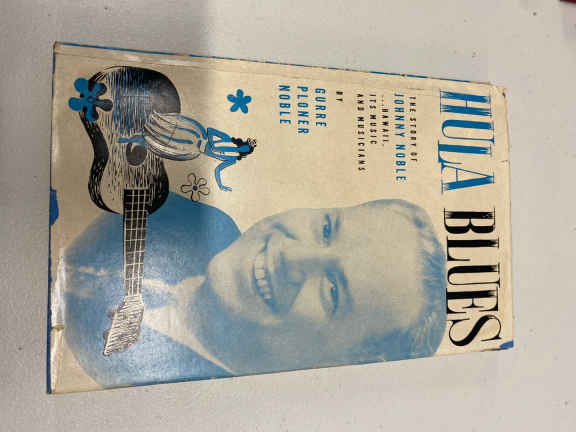 HULA BLUES
THE STORY OF
JOHNNY NOBLE
...HAWAII,
ITS MUSIC
AND MUSICIANS
BY
GURRE
PLONER
NOBLE